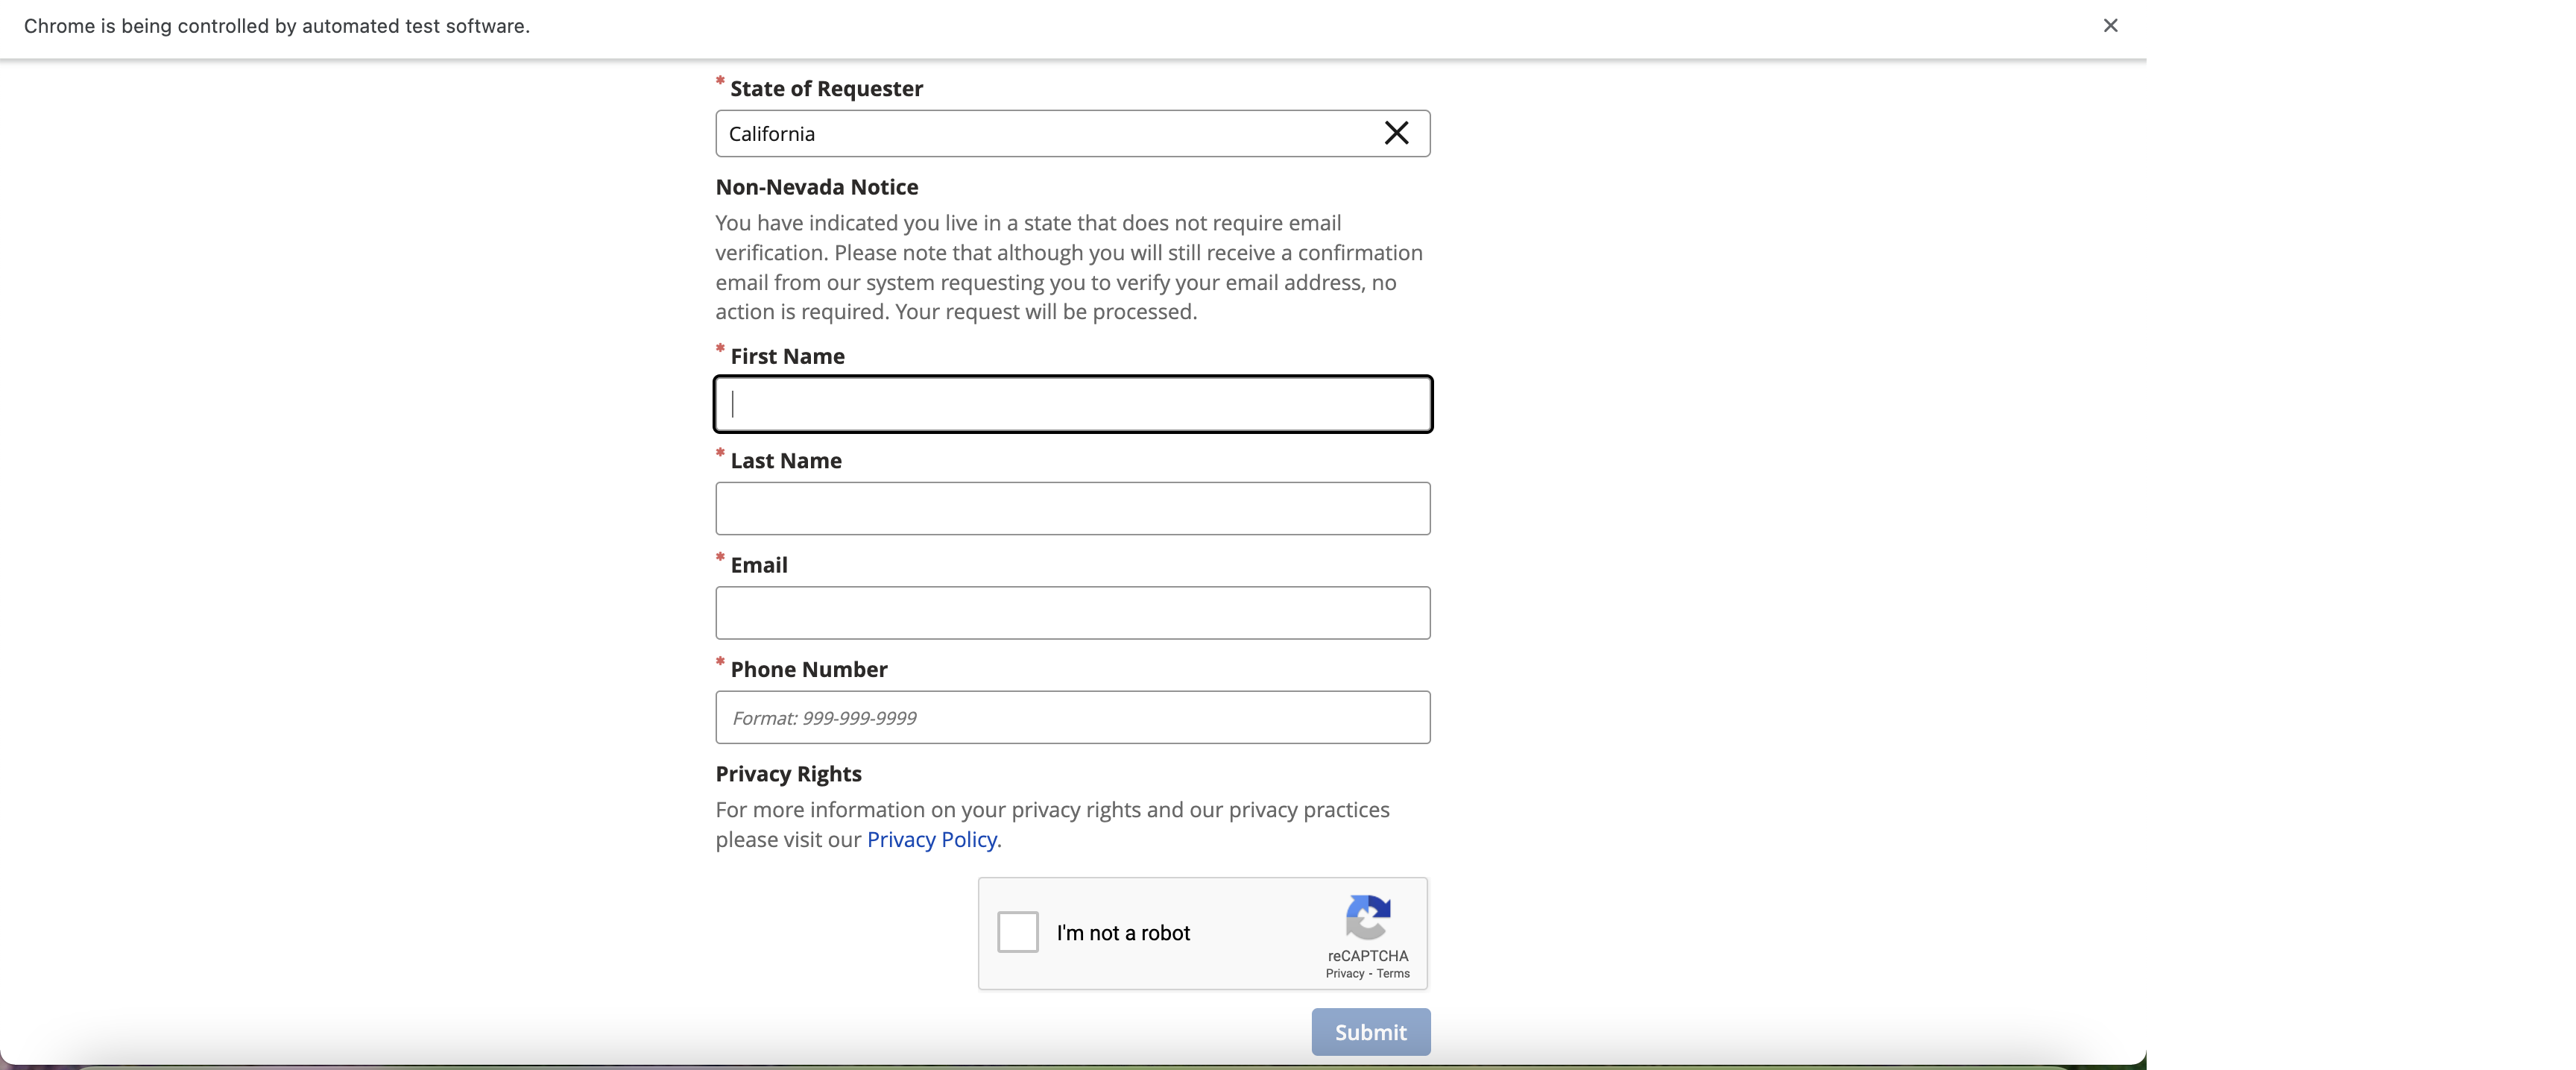 Chrome is being controlled by automated test software.
* State of Requester
California
Non-Nevada Notice
You have indicated you live in a state that does not require email
verification. Please note that although you will still receive a confirmation
email from our system requesting you to verify your email address, no
action is required. Your request will be processed.
* First Name
* Last Name
* Email
* Phone Number
Format: 999-999-9999
Privacy Rights
For more information on your privacy rights and our privacy practices
please visit our Privacy Policy.
I'm not a robot
reCAPTCHA
Privacy - Terms
Submit